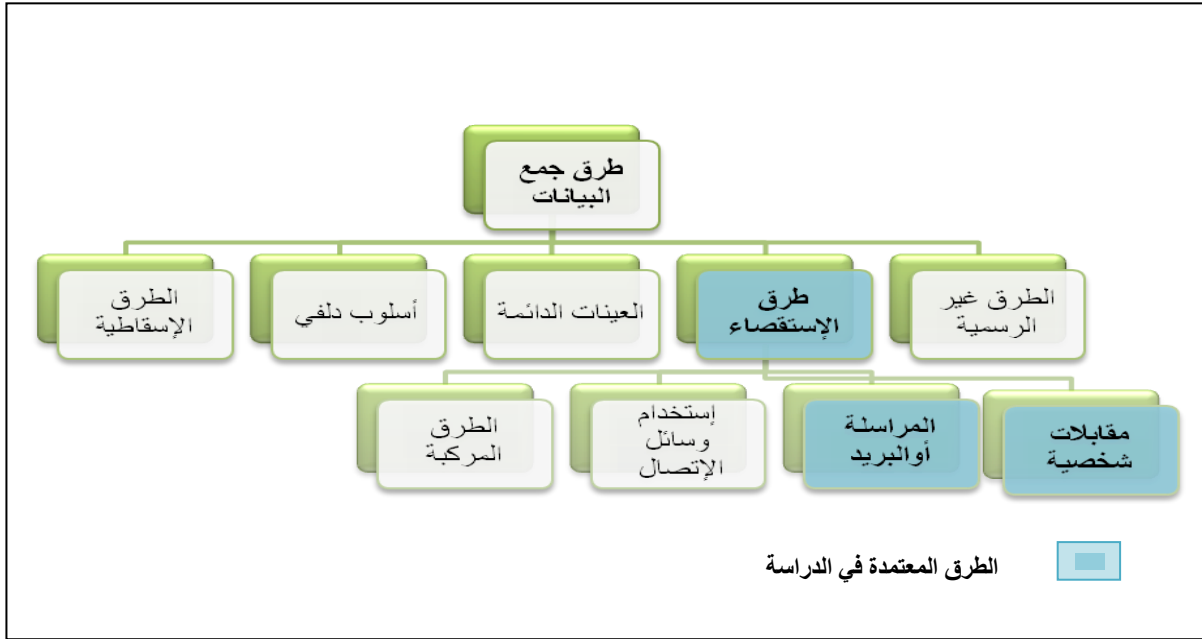 طرق جمع
البيانات
الطرق غير
الرسمية
طرق
الإستقصاء
العينات الدائمة
أسلوب دلفي
الطرق
الإسقاطية
مقابلات
شخصية
المراسلة
أوالبريد
إستخدام
وسائل
الإتصال
الطرق
المركبة
الطرق المعتمدة في الدراسة